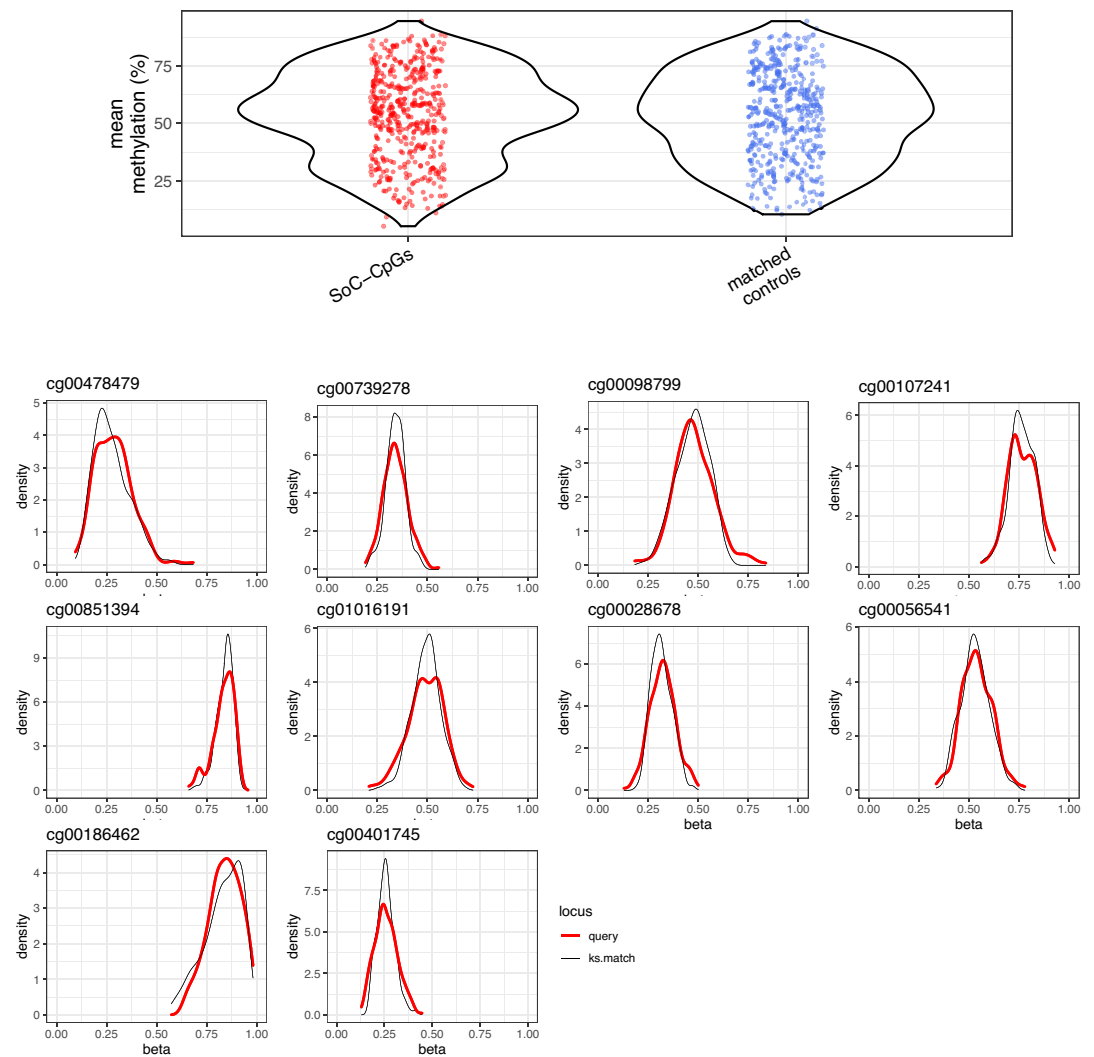 mean
methylation (%)
75
50
25
SoC−CpGs
matched
controls
cg00478479
cg00739278
cg00098799
cg00107241
density
5
4
3
2
1
0
0.00 0.25 0.50 0.75 1.00
density
8
6
4
2
0
0.00 0.25 0.50 0.75 1.00
density
4
3
2
1
0
0.00 0.25 0.50 0.75 1.00
density
6
4
2
0
0.00 0.25 0.50 0.75 1.00
cg00851394
cg01016191
cg00028678
cg00056541
density
9
6
3
0
0.00 0.25 0.50 0.75 1.00
density
6
4
2
0
0.00 0.25 0.50 0.75 1.00
density
6
4
2
0
0.00 0.25 0.50 0.75 1.00
beta
density
6
4
2
0
0.00 0.25 0.50 0.75 1.00
beta
cg00186462
cg00401745
density
4
3
2
1
0
0.00 0.25 0.50 0.75 1.00
beta
density
7.5
5.0
2.5
0.0
0.00 0.25 0.50 0.75 1.00
beta
locus
query
ks.match